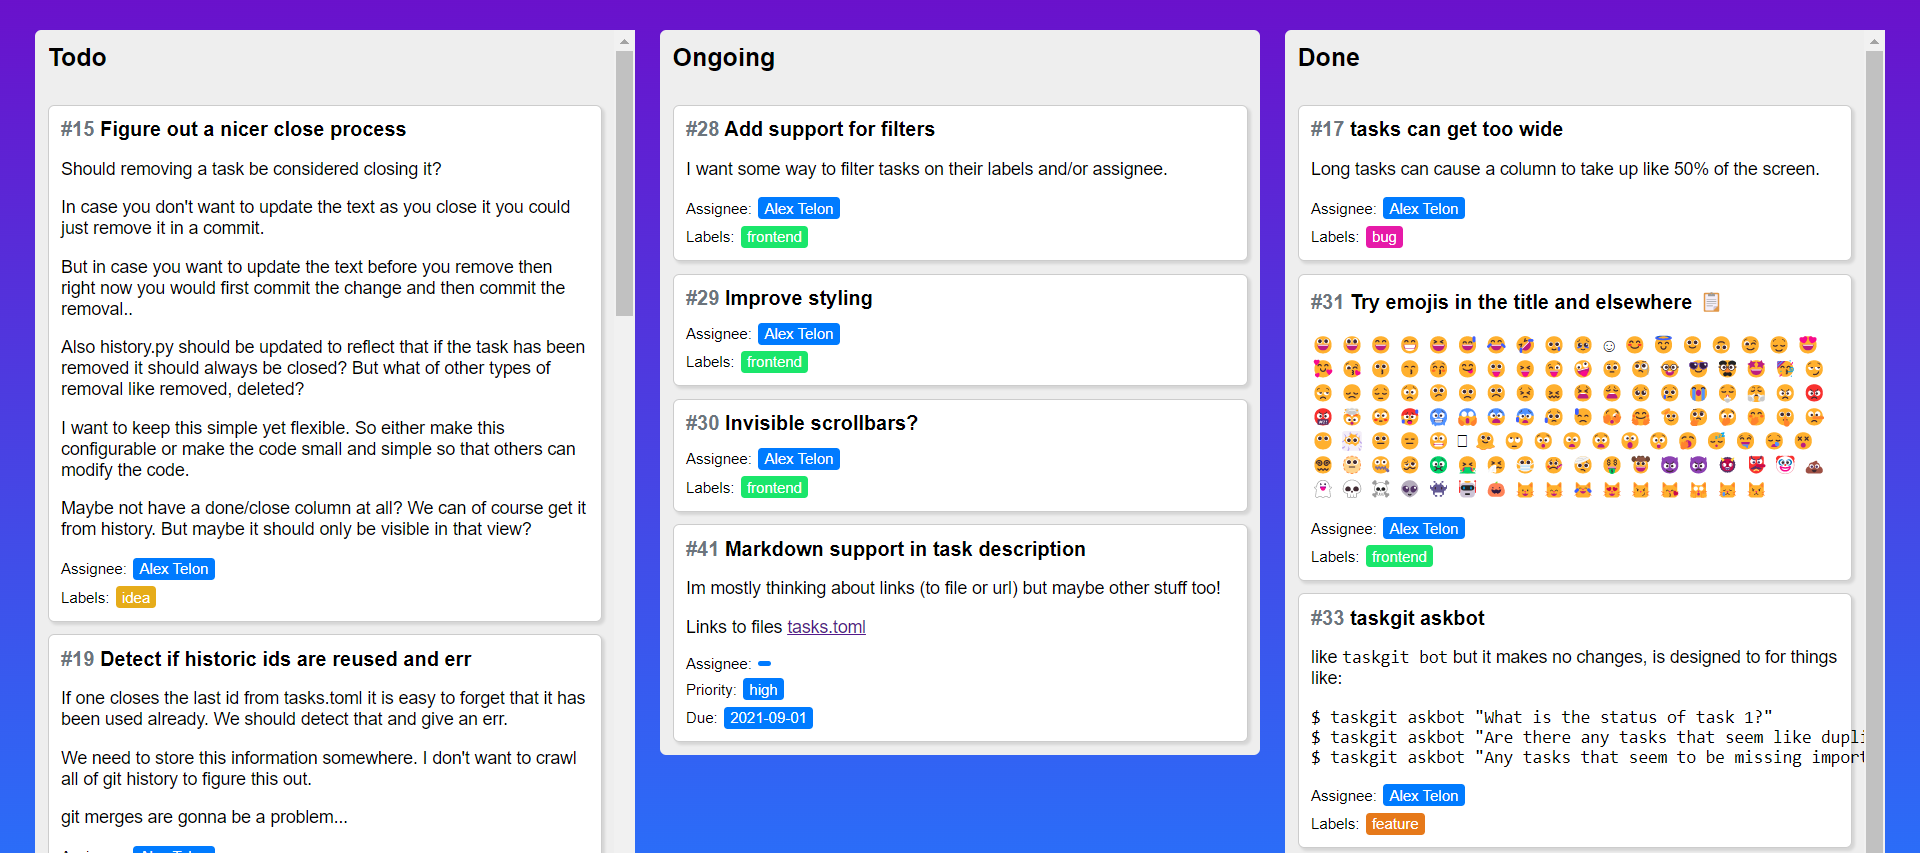 Todo
#15 Figure out a nicer close process
Should removing a task be considered closing it?
In case you don't want to update the text as you close it you could
just remove it in a commit.
But in case you want to update the text before you remove then
right now you would first commit the change and then commit the
removal..
Also history.py should be updated to reflect that if the task has been
removed it should always be closed? But what of other types of
removal like removed, deleted?
I want to keep this simple yet flexible. So either make this
configurable or make the code small and simple so that others can
modify the code.
Maybe not have a done/close column at all? We can of course get it
from history. But maybe it should only be visible in that view?
Assignee: Alex Telon
Labels: idea
#19 Detect if historic ids are reused and err
If one closes the last id from tasks.toml it is easy to forget that it has
been used already. We should detect that and give an err.
We need to store this information somewhere. I don't want to crawl
all of git history to figure this out.
git merges are gonna be a problem...
Ongoing
#28 Add support for filters
I want some way to filter tasks on their labels and/or assignee.
Assignee: Alex Telon
Labels: frontend
#29 Improve styling
Assignee: Alex Telon
Labels: frontend
#30 Invisible scrollbars?
Assignee: Alex Telon
Labels: frontend
#41 Markdown support in task description
Im mostly thinking about links (to file or url) but maybe other stuff too!
Links to files tasks.toml
Assignee:
Priority: high
Due: 2021-09-01
Done
#17 tasks can get too wide
Long tasks can cause a column to take up like 50% of the screen.
Assignee: Alex Telon
Labels: bug
#31 Try emojis in the title and elsewhere 📋
Assignee: Alex Telon
Labels: frontend
#33 taskgit askbot
like taskgit bot but it makes no changes, is designed to for things
like:
$ taskgit askbot "What is the status of task 1?"
$ taskgit askbot "Are there any tasks that seem like dupli
$ taskgit askbot "Any tasks that seem to be missing import
Assignee: Alex Telon
Labels: feature